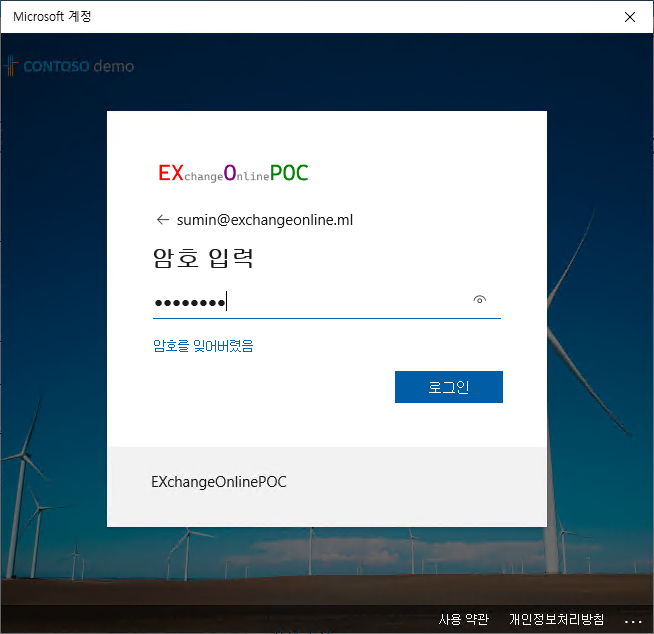 Microsoft 계정
CONTOSO demo
EXchangeOnlinePOC
sumin@exchangeonline.ml
암호 입력
암호를 잊어버렸음
로그인
EXchangeOnlinePOC
사용 약관 개인정보처리방침 ...